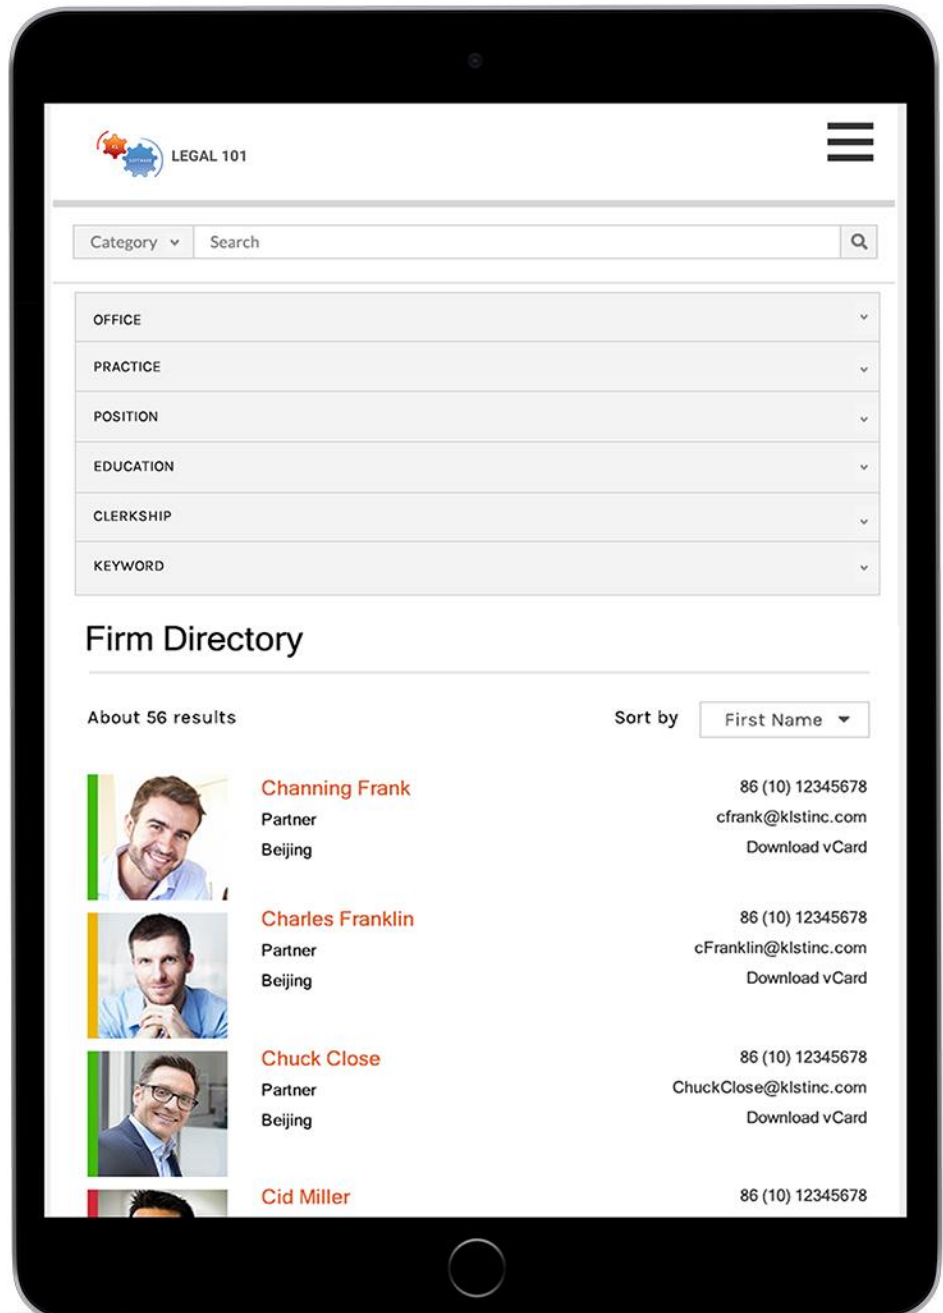 LEGAL 101
Category Search
OFFICE
PRACTICE
POSITION
EDUCATION
CLERKSHIP
KEYWORD
Firm Directory
About 56 results Sort by First Name
Channing Frank 86 (10) 12345678
Partner cfrank@klstinc.com
Beijing Download vCard
Charles Franklin 86 (10) 12345678
Partner cFranklin@klstinc.com
Beijing Download vCard
Chuck Close 86 (10) 12345678
Partner ChuckClose@klstinc.com
Beijing Download vCard
Cid Miller 86 (10) 12345678